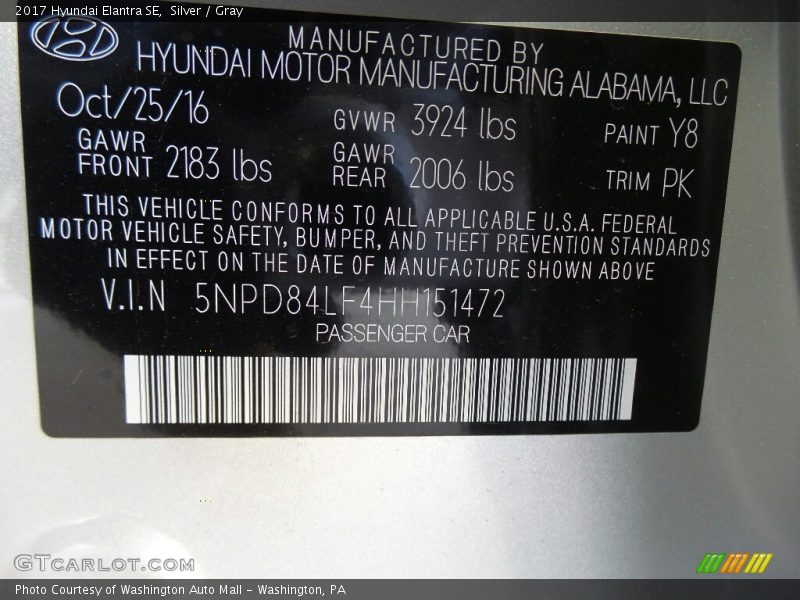 2017 Hyundai Elantra SE, Silver / Gray
MANUFACTURED BY
HYUNDAI MOTOR MANUFACTURING ALABAMA, LLC
Oct/25/16 GVWR 3924 lbs PAINT Y8
GAWR FRONT 2183 lbs GAWR REAR 2006 lbs TRIM PK
THIS VEHICLE CONFORMS TO ALL APPLICABLE U.S.A. FEDERAL
MOTOR VEHICLE SAFETY, BUMPER, AND THEFT PREVENTION STANDARDS
IN EFFECT ON THE DATE OF MANUFACTURE SHOWN ABOVE
V.I.N 5NPD84LF4HH151472
PASSENGER CAR
GTCARLOT.COM
Photo Courtesy of Washington Auto Mall - Washington, PA